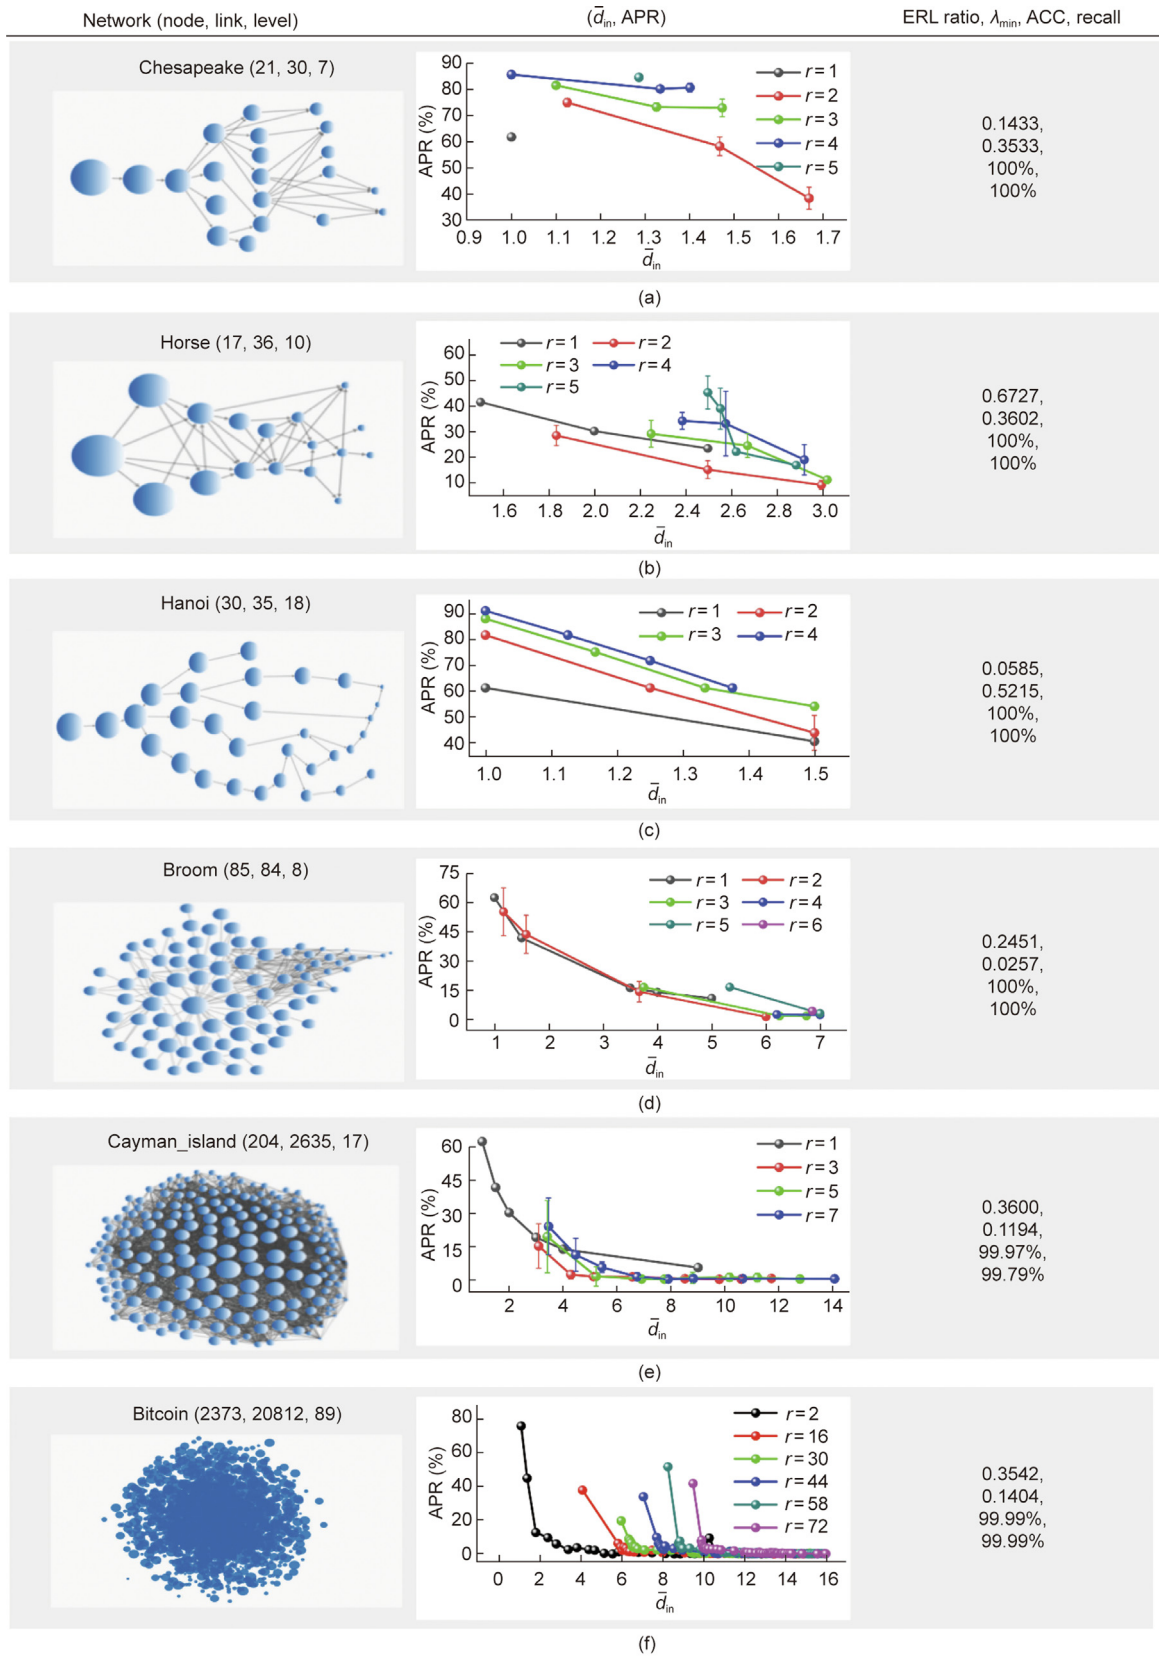 Network (node, link, level)
(d̅in, APR)
ERL ratio, λmin, ACC, recall
Chesapeake (21, 30, 7)
APR (%)
90
80
70
60
50
40
30
0.9 1.0 1.1 1.2 1.3 1.4 1.5 1.6 1.7
d̅in
r = 1
r = 2
r = 3
r = 4
r = 5
0.1433,
0.3533,
100%,
100%
(a)
Horse (17, 36, 10)
APR (%)
60
50
40
30
20
10
1.6 1.8 2.0 2.2 2.4 2.6 2.8 3.0
d̅in
r = 1 r = 2
r = 3 r = 4
r = 5
0.6727,
0.3602,
100%,
100%
(b)
Hanoi (30, 35, 18)
APR (%)
90
80
70
60
50
40
1.0 1.1 1.2 1.3 1.4 1.5
d̅in
r = 1 r = 2
r = 3 r = 4
0.0585,
0.5215,
100%,
100%
(c)
Broom (85, 84, 8)
APR (%)
75
60
45
30
15
0
1 2 3 4 5 6 7
d̅in
r = 1 r = 2
r = 3 r = 4
r = 5 r = 6
0.2451,
0.0257,
100%,
100%
(d)
Cayman_island (204, 2635, 17)
APR (%)
60
45
30
15
0
2 4 6 8 10 12 14
d̅in
r = 1
r = 3
r = 5
r = 7
0.3600,
0.1194,
99.97%,
99.79%
(e)
Bitcoin (2373, 20812, 89)
APR (%)
80
60
40
20
0
0 2 4 6 8 10 12 14 16
d̅in
r = 2
r = 16
r = 30
r = 44
r = 58
r = 72
0.3542,
0.1404,
99.99%,
99.99%
(f)